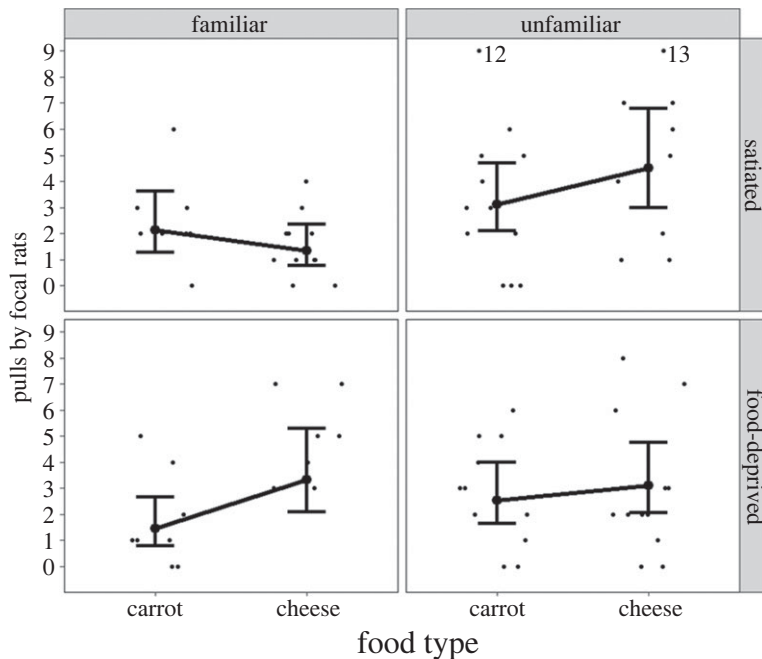 familiar
unfamiliar
pulls by focal rats
9
8
7
6
5
4
3
2
1
0
12
13
satiated
9
8
7
6
5
4
3
2
1
0
food-deprived
carrot
cheese
carrot
cheese
food type